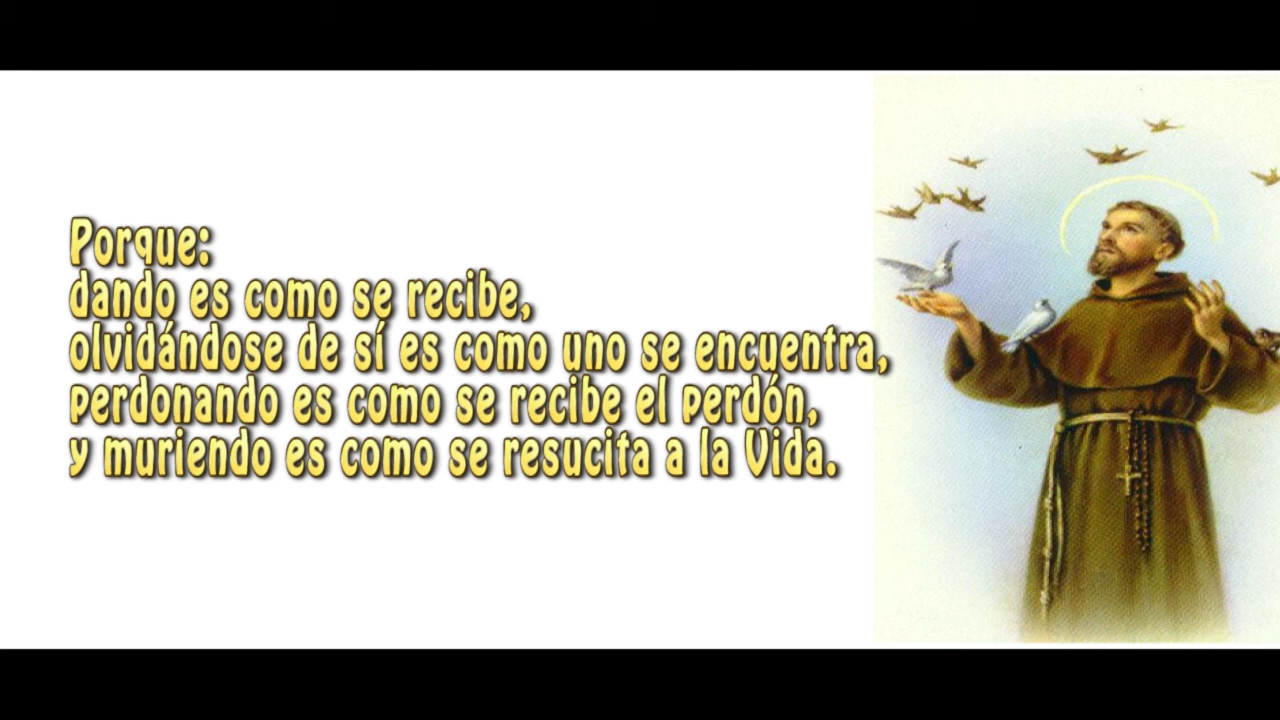 Porque:
dando es como se recibe,
olvidándose de sí es como uno se encuentra,
perdonando es como se recibe el perdón,
y muriendo es como se resucita a la Vida.